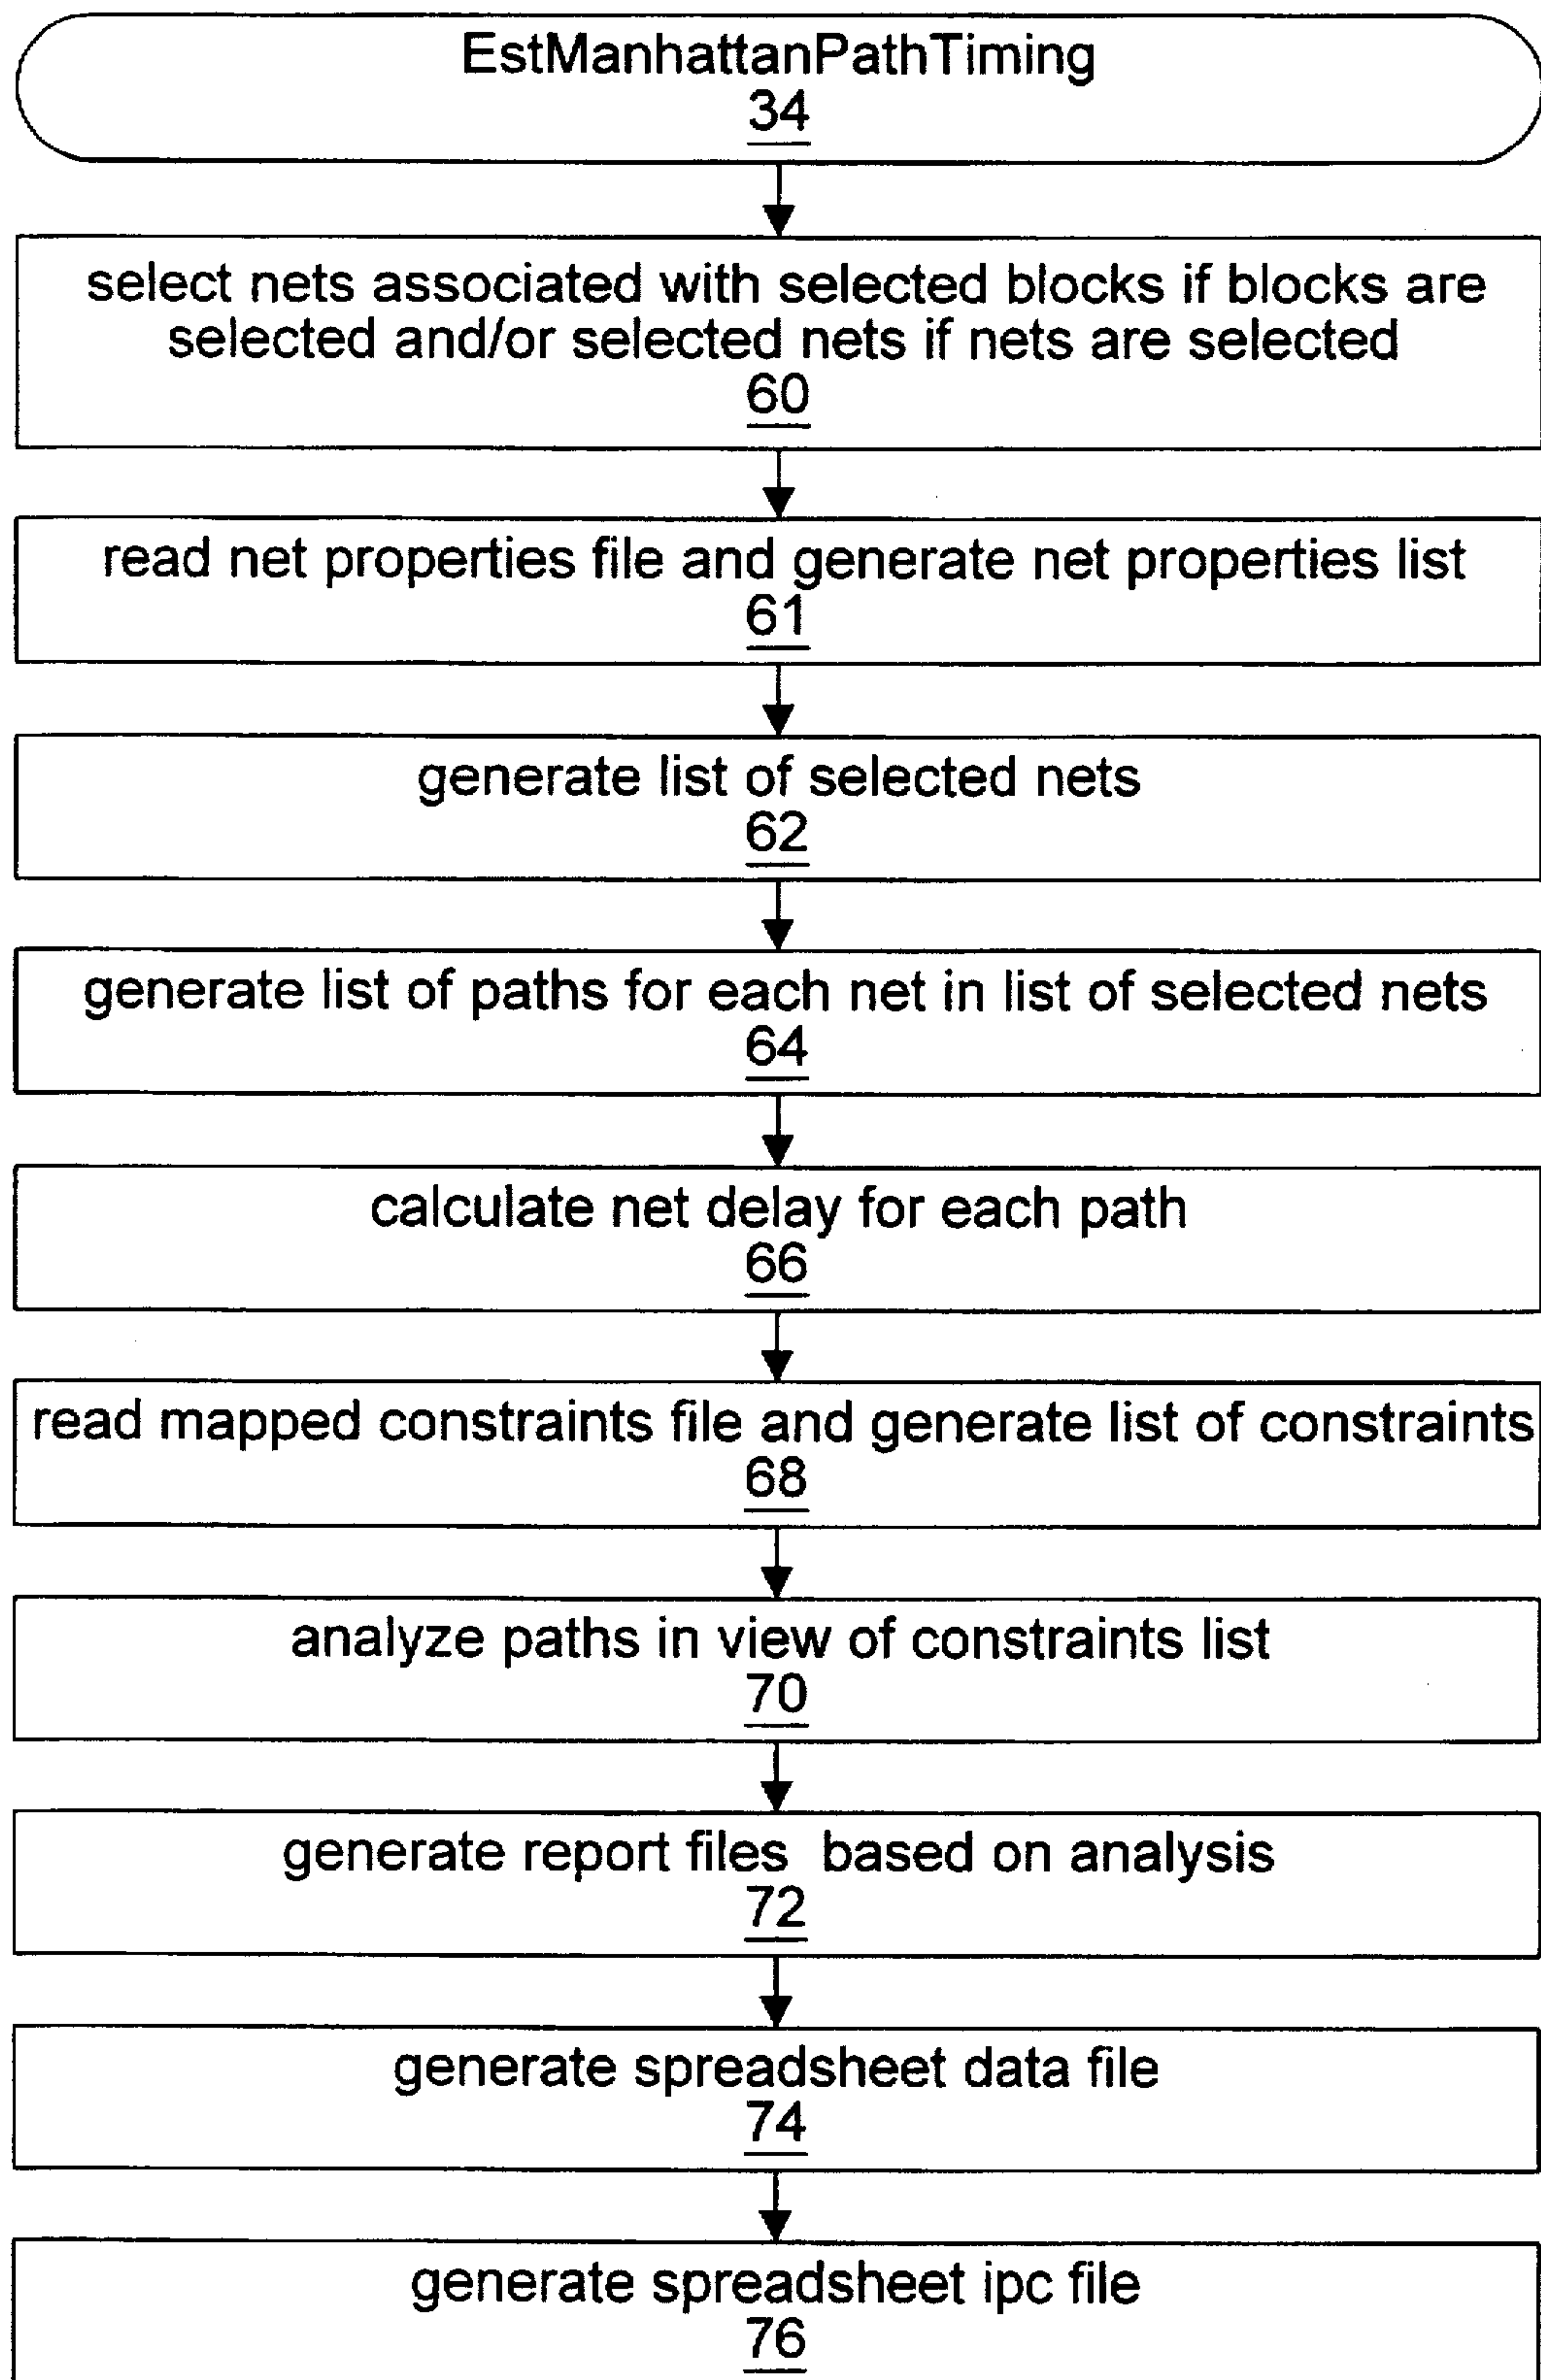 EstManhattanPathTiming
34
select nets associated with selected blocks if blocks are
selected and/or selected nets if nets are selected
60
read net properties file and generate net properties list
61
generate list of selected nets
62
generate list of paths for each net in list of selected nets
64
calculate net delay for each path
66
read mapped constraints file and generate list of constraints
68
analyze paths in view of constraints list
70
generate report files based on analysis
72
generate spreadsheet data file
74
generate spreadsheet ipc file
76